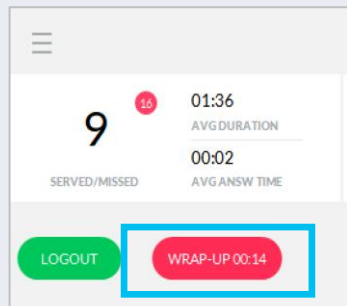 16
9
SERVED/MISSED
01:36
AVG DURATION
00:02
AVG ANSW TIME
LOGOUT
WRAP-UP 00:14